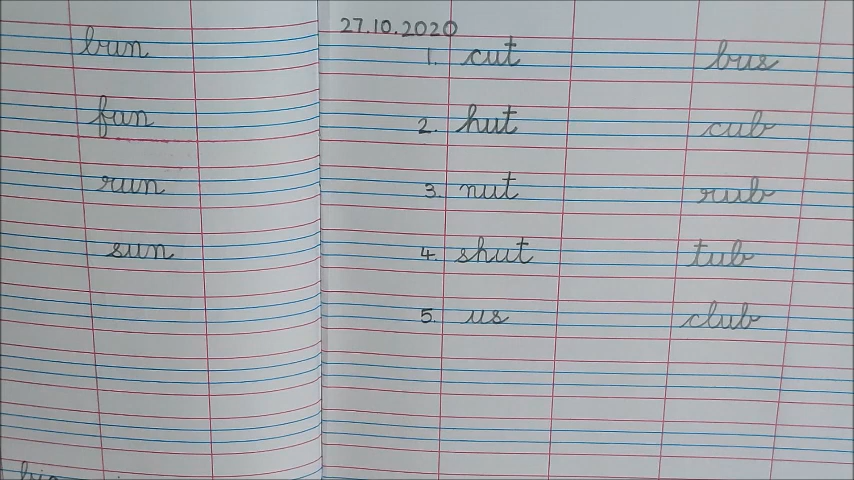 bun
fun
run
sun
27.10.2020
1. cut bus
2. hut cub
3. nut rub
4. shut tub
5. us club